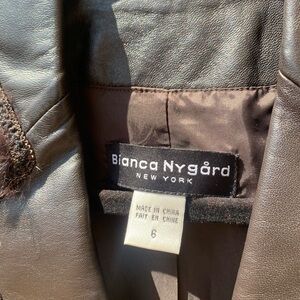 Bianca Nygård
NEW YORK
MADE IN CHINA
FAIT EN CHINE
6